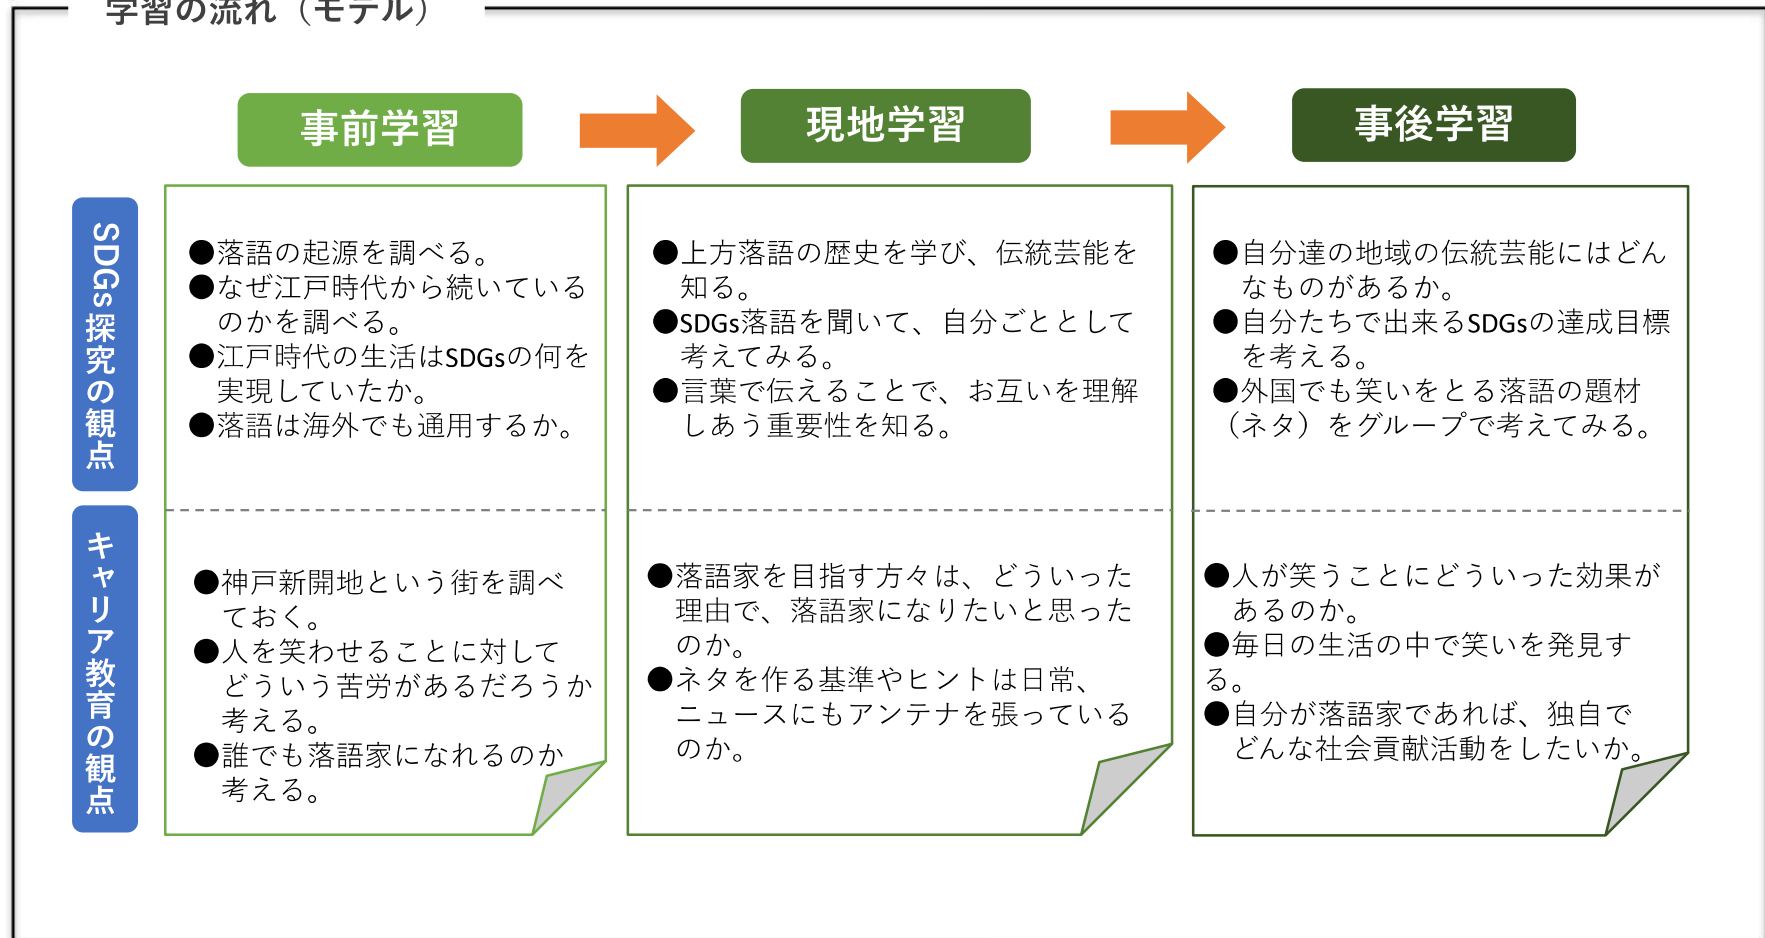 学習の流れ（モデル）
事前学習
現地学習
事後学習
SDGs探究の観点
●落語の起源を調べる。
●なぜ江戸時代から続いている
のかを調べる。
●江戸時代の生活はSDGsの何を
実現していたか。
●落語は海外でも通用するか。
●上方落語の歴史を学び、伝統芸能を
知る。
●SDGs落語を聞いて、自分ごととして
考えてみる。
●言葉で伝えることで、お互いを理解
しあう重要性を知る。
●自分達の地域の伝統芸能にはどん
なものがあるか。
●自分たちで出来るSDGsの達成目標
を考える。
●外国でも笑いをとる落語の題材
（ネタ）をグループで考えてみる。
キャリア教育の観点
●神戸新開地という街を調べ
ておく。
●人を笑わせることに対して
どういう苦労があるだろうか
考える。
●誰でも落語家になれるのか
考える。
●落語家を目指す方々は、どういった
理由で、落語家になりたいと思った
のか。
●ネタを作る基準やヒントは日常、
ニュースにもアンテナを張っている
のか。
●人が笑うことにどういった効果が
あるのか。
●毎日の生活の中で笑いを発見す
る。
●自分が落語家であれば、独自で
どんな社会貢献活動をしたいか。